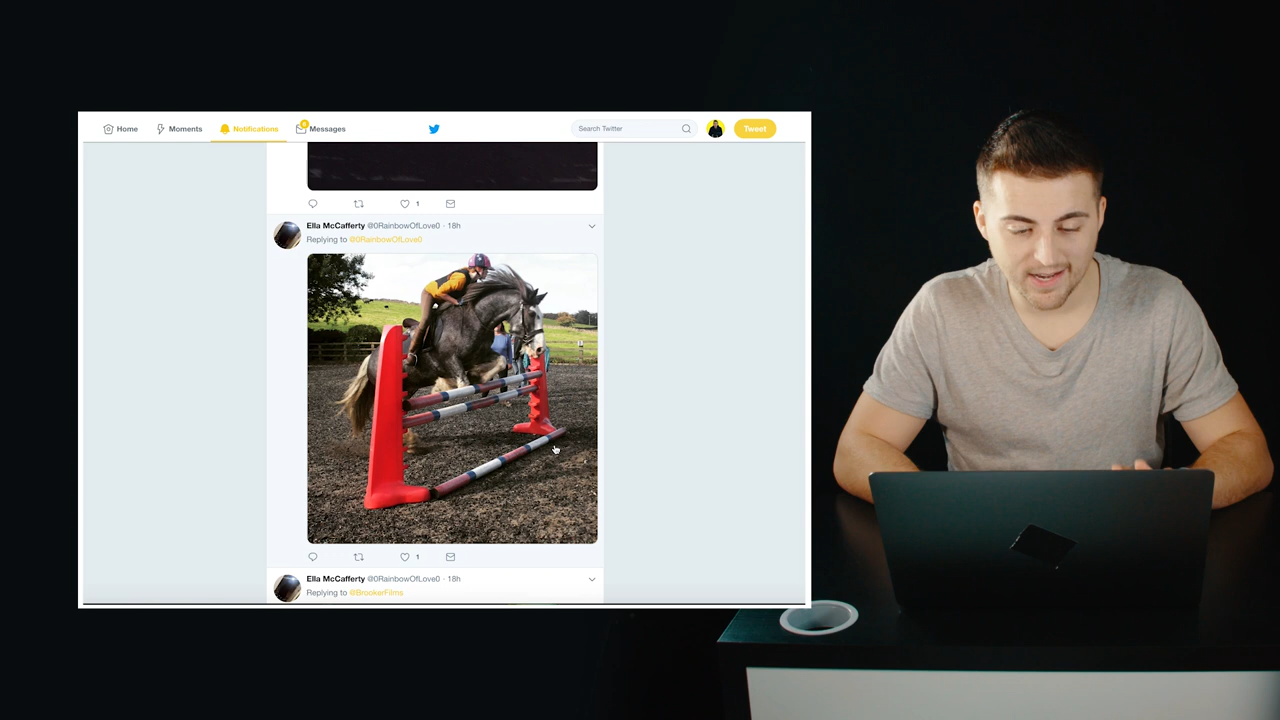 Home Moments Notifications 6 Messages Search Twitter Tweet
1
Ella McCafferty @0RainbowOfLove0 · 18h
Replying to @0RainbowOfLove0
1
Ella McCafferty @0RainbowOfLove0 · 18h
Replying to @BrookerFilms